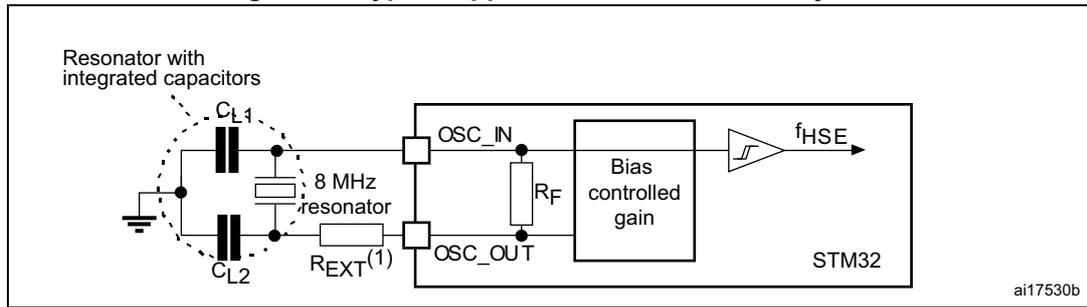 Resonator with
integrated capacitors
CL1
OSC_IN
fHSE
8 MHz
resonator
RF
Bias
controlled
gain
REXT(1)
OSC_OUT
CL2
STM32
ai17530b